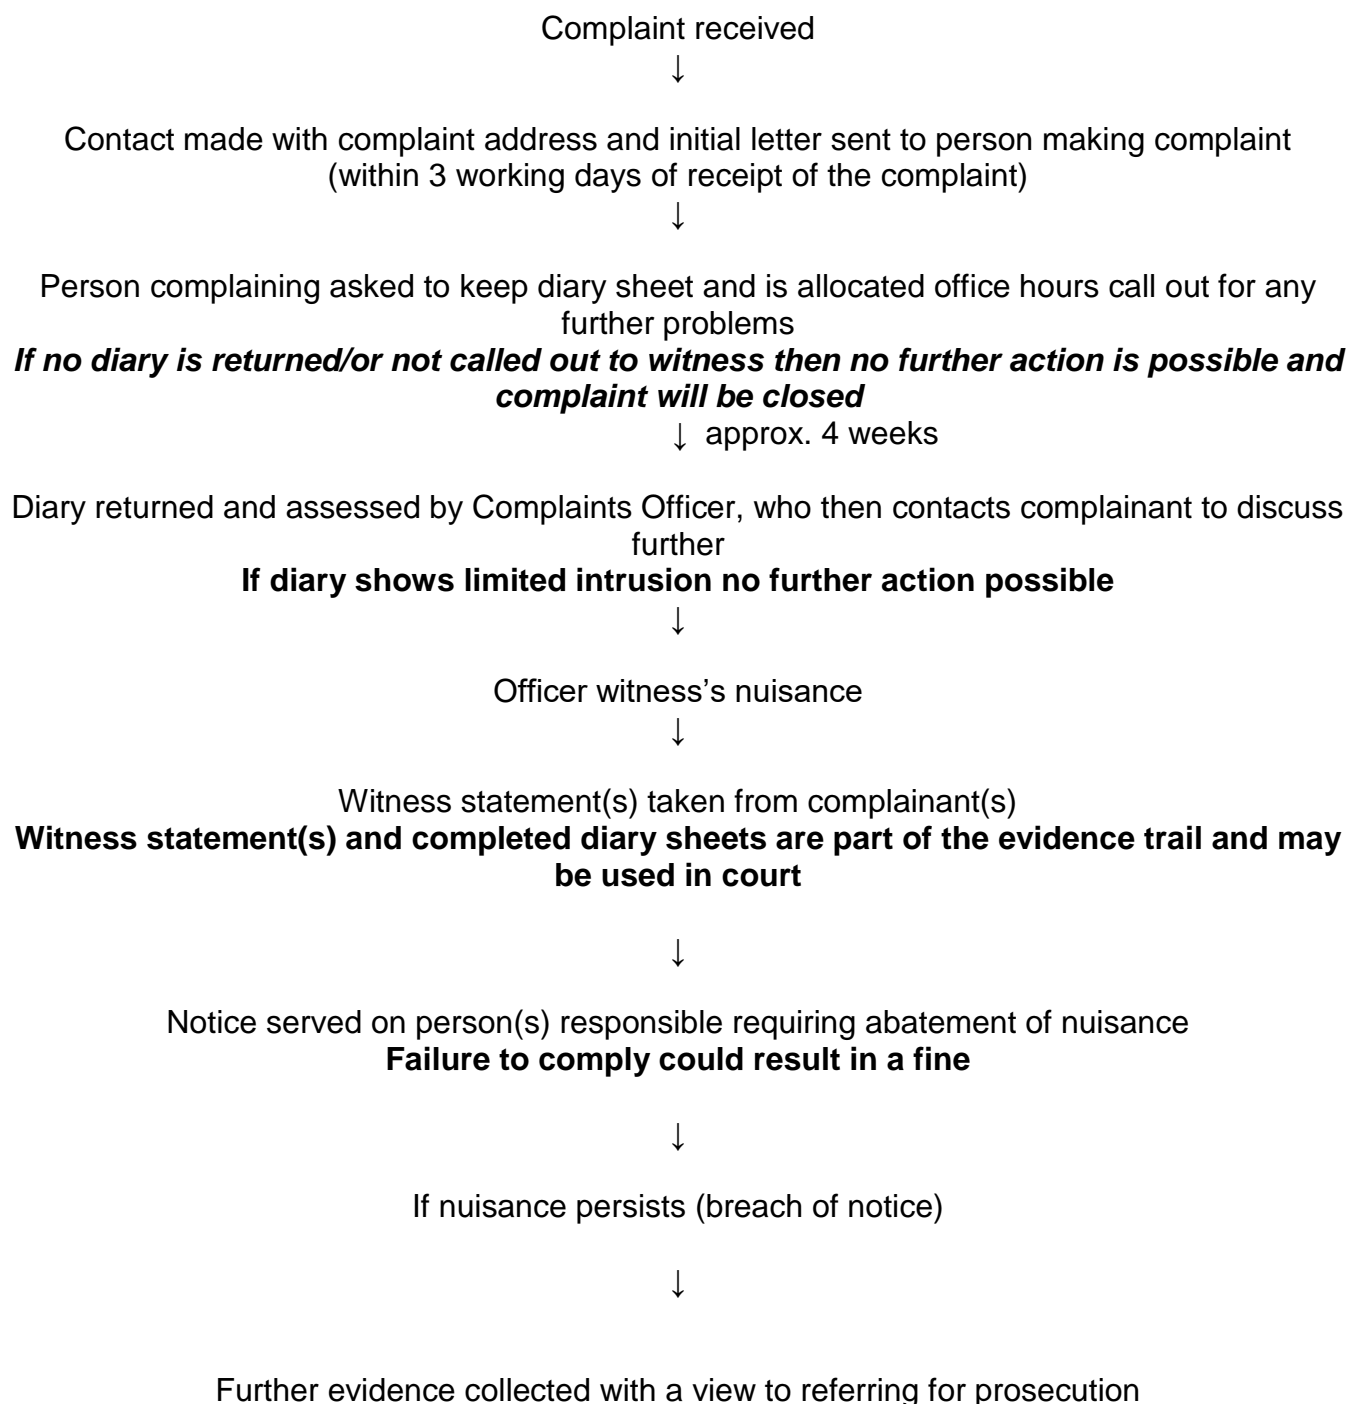 Complaint received
↓
Contact made with complaint address and initial letter sent to person making complaint
(within 3 working days of receipt of the complaint)
↓
Person complaining asked to keep diary sheet and is allocated office hours call out for any
further problems
If no diary is returned/or not called out to witness then no further action is possible and
complaint will be closed
↓ approx. 4 weeks
Diary returned and assessed by Complaints Officer, who then contacts complainant to discuss
further
If diary shows limited intrusion no further action possible
↓
Officer witness’s nuisance
↓
Witness statement(s) taken from complainant(s)
Witness statement(s) and completed diary sheets are part of the evidence trail and may
be used in court
↓
Notice served on person(s) responsible requiring abatement of nuisance
Failure to comply could result in a fine
↓
If nuisance persists (breach of notice)
↓
Further evidence collected with a view to referring for prosecution